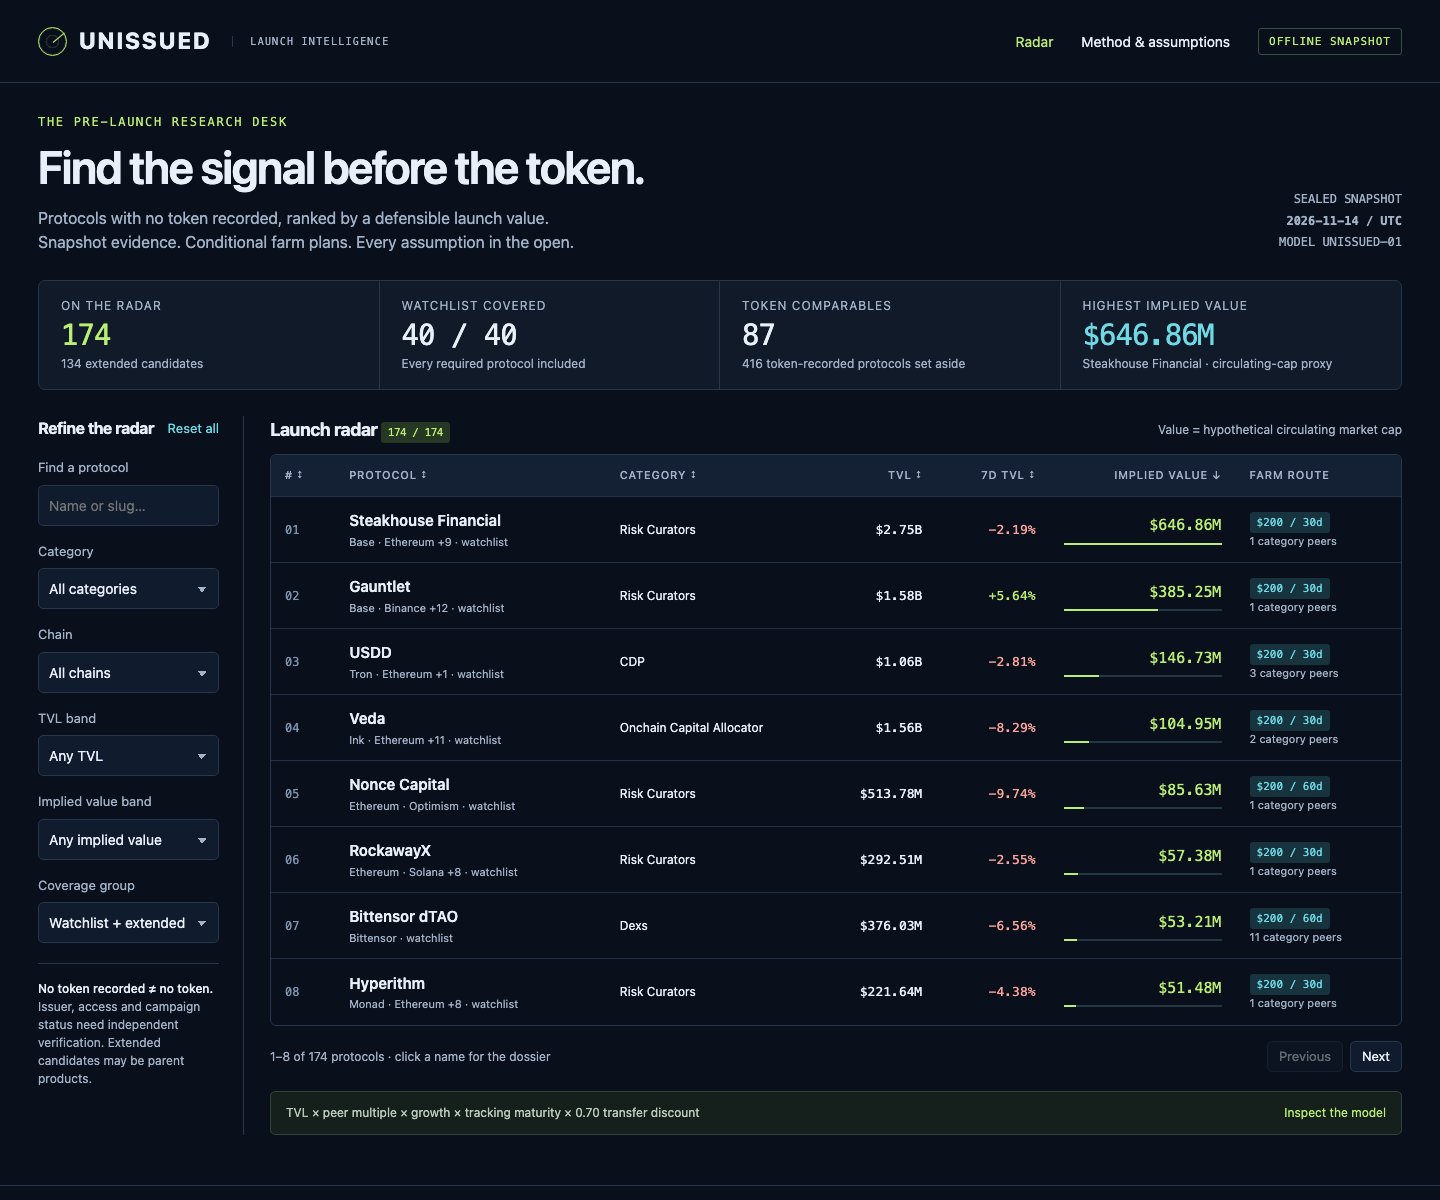 UNISSUED
LAUNCH INTELLIGENCE
Radar
Method & assumptions
OFFLINE SNAPSHOT
THE PRE-LAUNCH RESEARCH DESK
Find the signal before the token.
Protocols with no token recorded, ranked by a defensible launch value.
Snapshot evidence. Conditional farm plans. Every assumption in the open.
SEALED SNAPSHOT
2026-11-14 / UTC
MODEL UNISSUED-01
ON THE RADAR
174
134 extended candidates
WATCHLIST COVERED
40 / 40
Every required protocol included
TOKEN COMPARABLES
87
416 token-recorded protocols set aside
HIGHEST IMPLIED VALUE
$646.86M
Steakhouse Financial · circulating-cap proxy
Refine the radar
Reset all
Find a protocol
Name or slug...
Category
All categories
Chain
All chains
TVL band
Any TVL
Implied value band
Any implied value
Coverage group
Watchlist + extended
No token recorded ≠ no token.
Issuer, access and campaign
status need independent
verification. Extended
candidates may be parent
products.
Launch radar 174 / 174
Value = hypothetical circulating market cap
# ↕ PROTOCOL ↕ CATEGORY ↕ TVL ↕ 7D TVL ↕ IMPLIED VALUE ↓ FARM ROUTE
01 Steakhouse Financial Risk Curators $2.75B −2.19% $646.86M $200 / 30d
Base · Ethereum +9 · watchlist 1 category peers
02 Gauntlet Risk Curators $1.58B +5.64% $385.25M $200 / 30d
Base · Binance +12 · watchlist 1 category peers
03 USDD CDP $1.06B −2.81% $146.73M $200 / 30d
Tron · Ethereum +1 · watchlist 3 category peers
04 Veda Onchain Capital Allocator $1.56B −8.29% $104.95M $200 / 30d
Ink · Ethereum +11 · watchlist 2 category peers
05 Nonce Capital Risk Curators $513.78M −9.74% $85.63M $200 / 60d
Ethereum · Optimism · watchlist 1 category peers
06 RockawayX Risk Curators $292.51M −2.55% $57.38M $200 / 30d
Ethereum · Solana +8 · watchlist 1 category peers
07 Bittensor dTAO Dexs $376.03M −6.56% $53.21M $200 / 60d
Bittensor · watchlist 11 category peers
08 Hyperithm Risk Curators $221.64M −4.38% $51.48M $200 / 30d
Monad · Ethereum +8 · watchlist 1 category peers
1–8 of 174 protocols · click a name for the dossier
Previous
Next
TVL × peer multiple × growth × tracking maturity × 0.70 transfer discount
Inspect the model